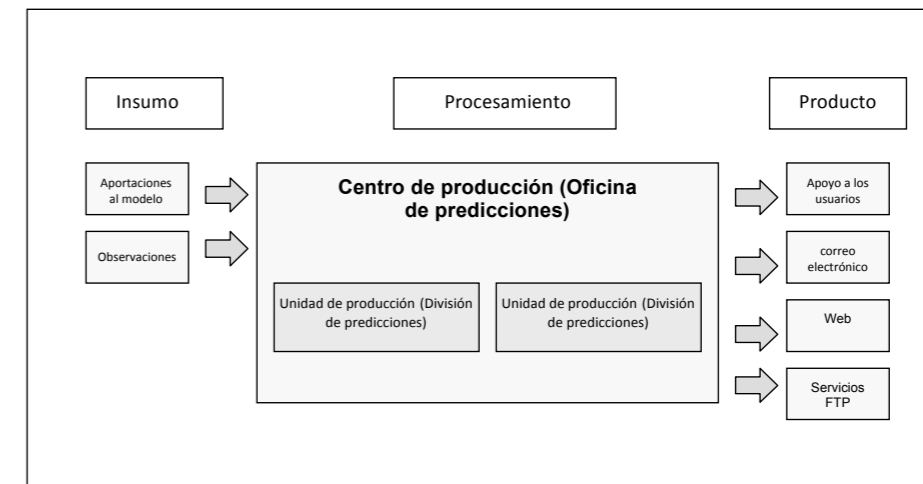 Insumo
Procesamiento
Producto
Aportaciones
al modelo
Observaciones
Centro de producción (Oficina
de predicciones)
Unidad de producción (División
de predicciones)
Unidad de producción (División
de predicciones)
Apoyo a los
usuarios
correo
electrónico
Web
Servicios
FTP